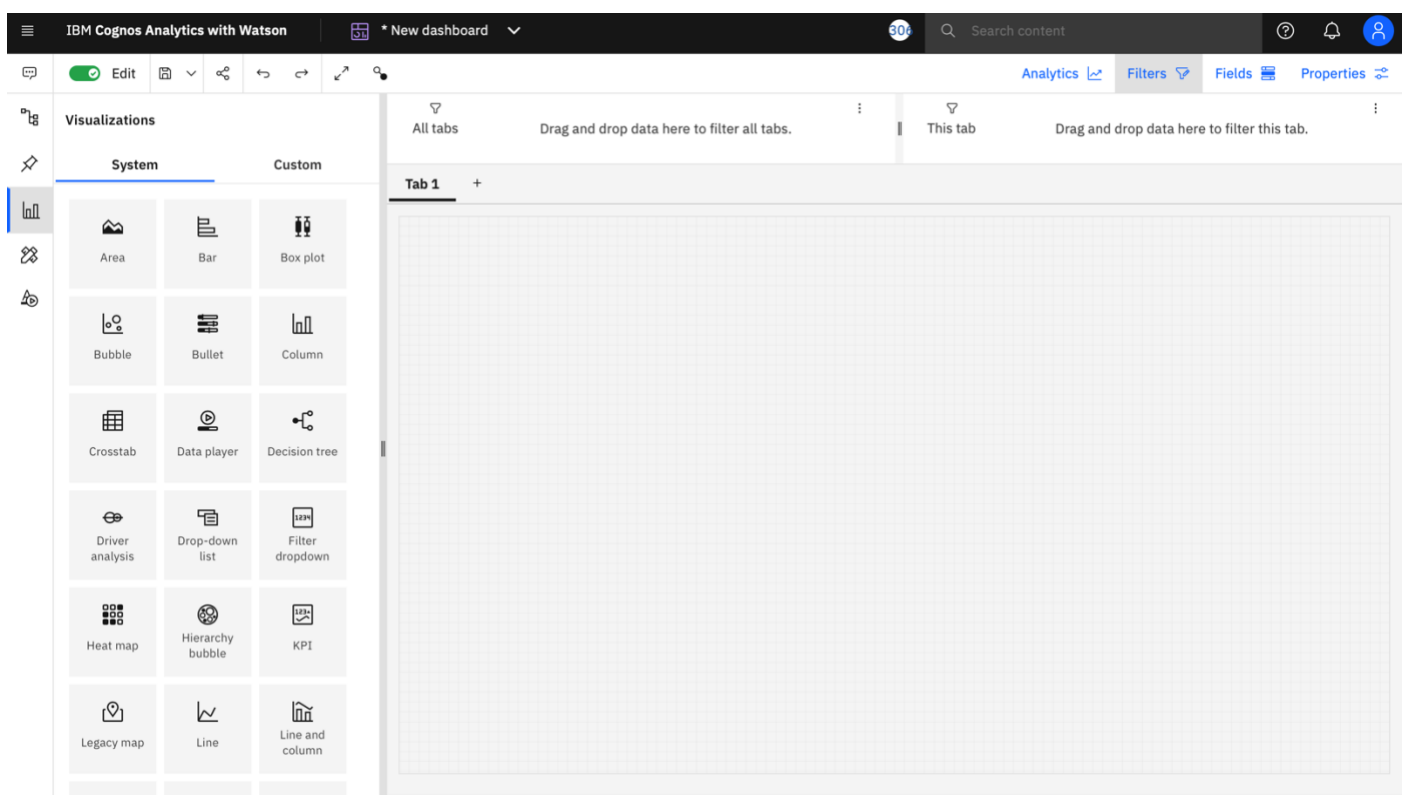 IBM Cognos Analytics with Watson
* New dashboard
306
Search content
Edit
Analytics
Filters
Fields
Properties
Visualizations
System
Custom
All tabs
Drag and drop data here to filter all tabs.
This tab
Drag and drop data here to filter this tab.
Tab 1
+
Area
Bar
Box plot
Bubble
Bullet
Column
Crosstab
Data player
Decision tree
Driver
analysis
Drop-down
list
1234
Filter
dropdown
Heat map
Hierarchy
bubble
123+
KPI
Legacy map
Line
Line and
column